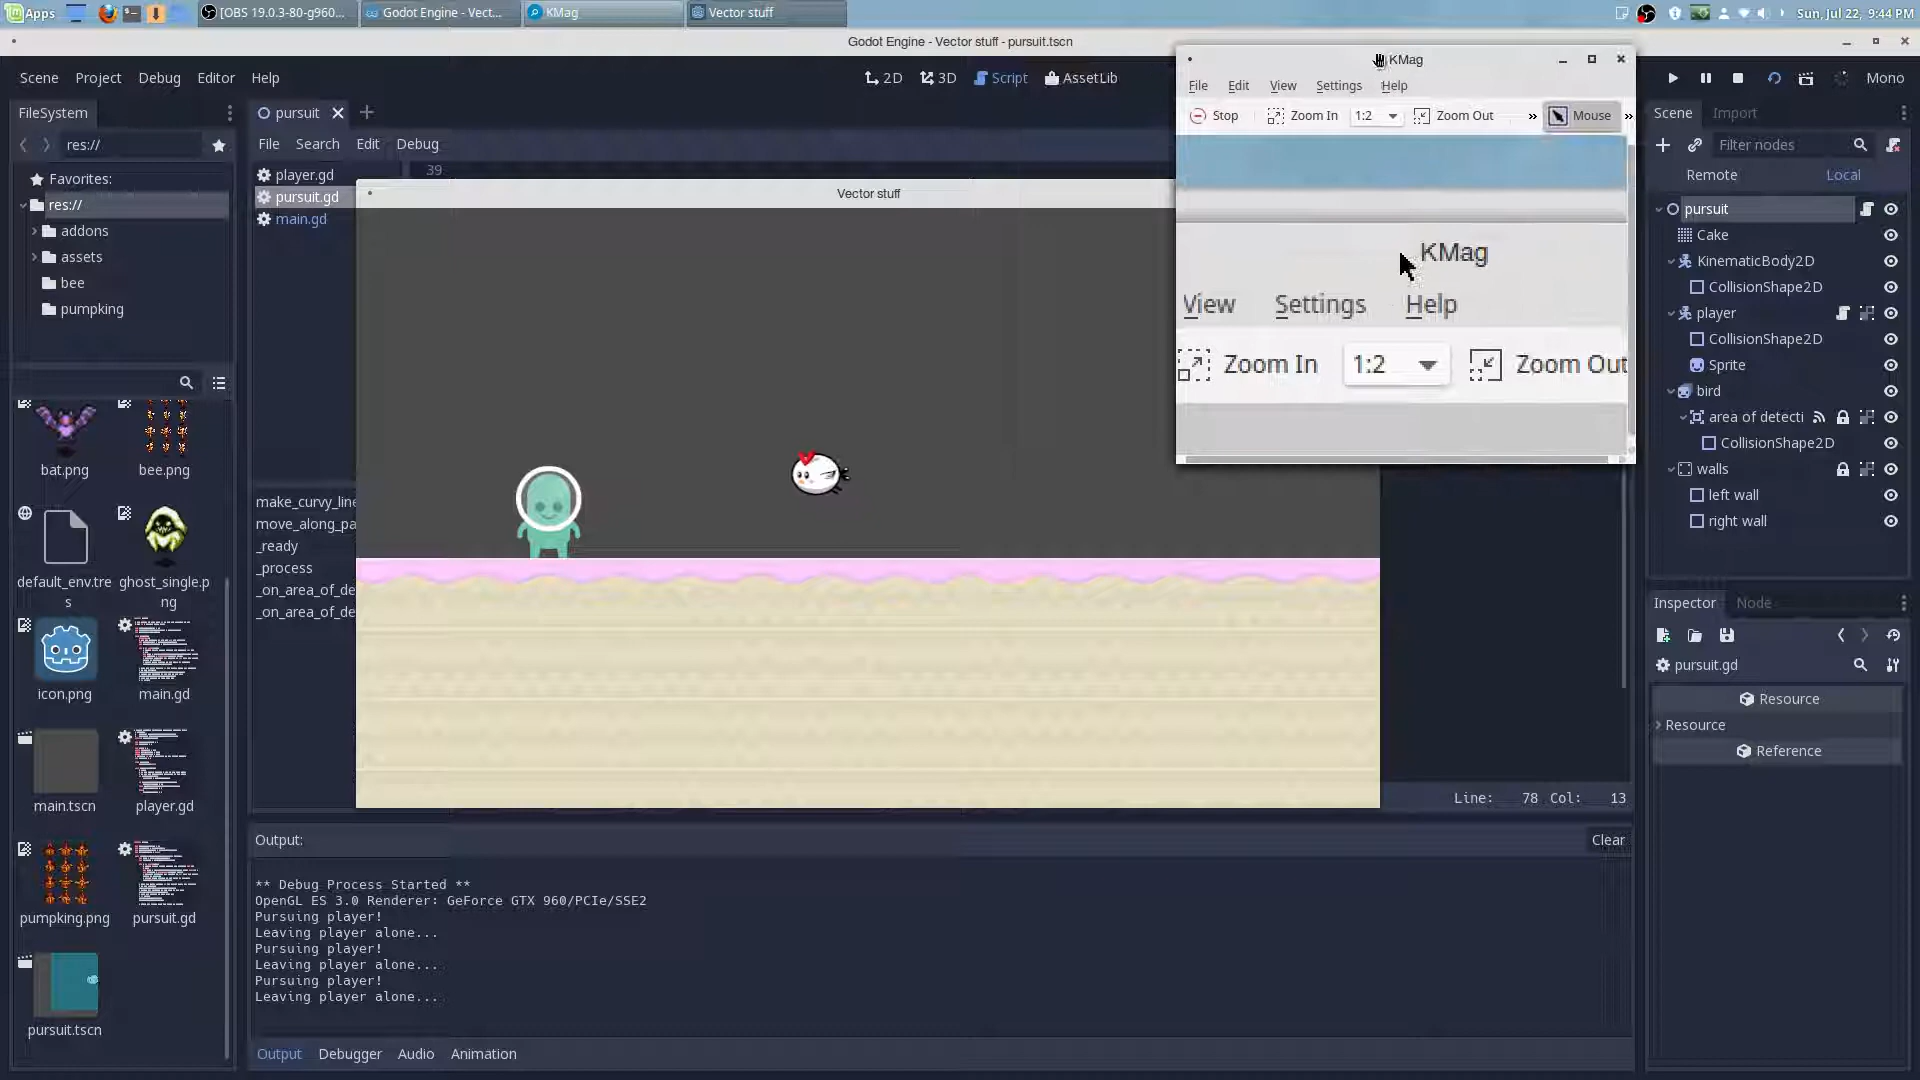 Apps
[OBS 19.0.3-80-g960...
Godot Engine - Vect...
KMag
Vector stuff
Sun, Jul 22, 9:44 PM
Godot Engine - Vector stuff - pursuit.tscn
Scene Project Debug Editor Help
2D 3D Script AssetLib
Mono
KMag
File Edit View Settings Help
Stop Zoom In 1:2 Zoom Out » Mouse »
KMag
View Settings Help
Zoom In 1:2 Zoom Out
FileSystem
res://
Favorites:
res://
addons
assets
bee
pumpking
bat.png
bee.png
default_env.tre
s
ghost_single.p
ng
icon.png
main.gd
main.tscn
player.gd
pumpking.png
pursuit.gd
pursuit.tscn
pursuit
File Search Edit Debug
player.gd
pursuit.gd
main.gd
39
Vector stuff
make_curvy_line
move_along_pa
_ready
_process
_on_area_of_de
_on_area_of_de
Line: 78 Col: 13
Output:
Clear
** Debug Process Started **
OpenGL ES 3.0 Renderer: GeForce GTX 960/PCIe/SSE2
Pursuing player!
Leaving player alone...
Pursuing player!
Leaving player alone...
Pursuing player!
Leaving player alone...
Output Debugger Audio Animation
Scene Import
Filter nodes
Remote Local
pursuit
Cake
KinematicBody2D
CollisionShape2D
player
CollisionShape2D
Sprite
bird
area of detecti
CollisionShape2D
walls
left wall
right wall
Inspector Node
pursuit.gd
Resource
Resource
Reference